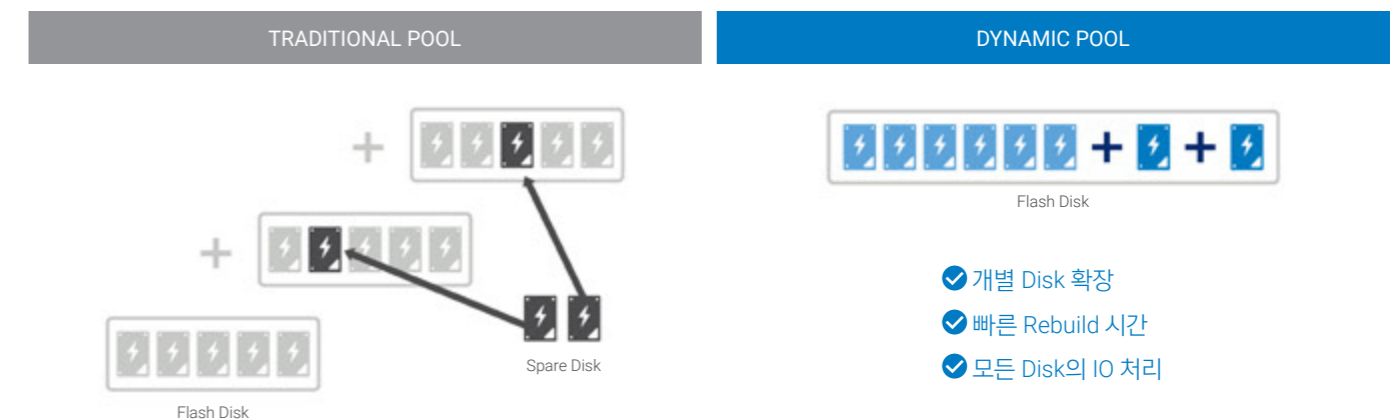 TRADITIONAL POOL
Spare Disk
Flash Disk
DYNAMIC POOL
Flash Disk
개별 Disk 확장
빠른 Rebuild 시간
모든 Disk의 IO 처리